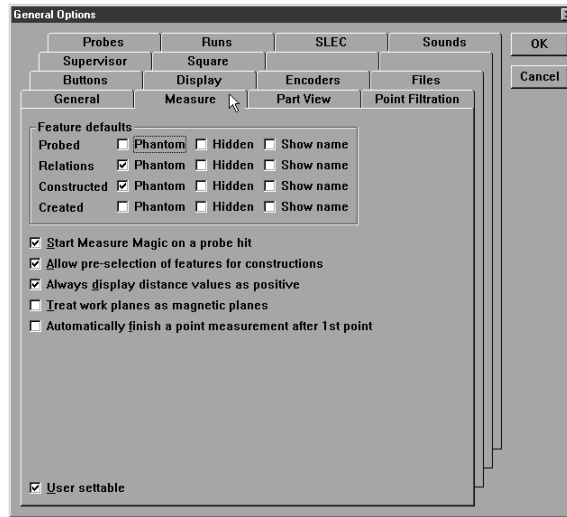 General Options
Probes Runs SLEC Sounds OK
Supervisor Square
Buttons Display Encoders Files Cancel
General Measure Part View Point Filtration
Feature defaults
Probed Phantom Hidden Show name
Relations Phantom Hidden Show name
Constructed Phantom Hidden Show name
Created Phantom Hidden Show name
Start Measure Magic on a probe hit
Allow pre-selection of features for constructions
Always display distance values as positive
Treat work planes as magnetic planes
Automatically finish a point measurement after 1st point
User settable